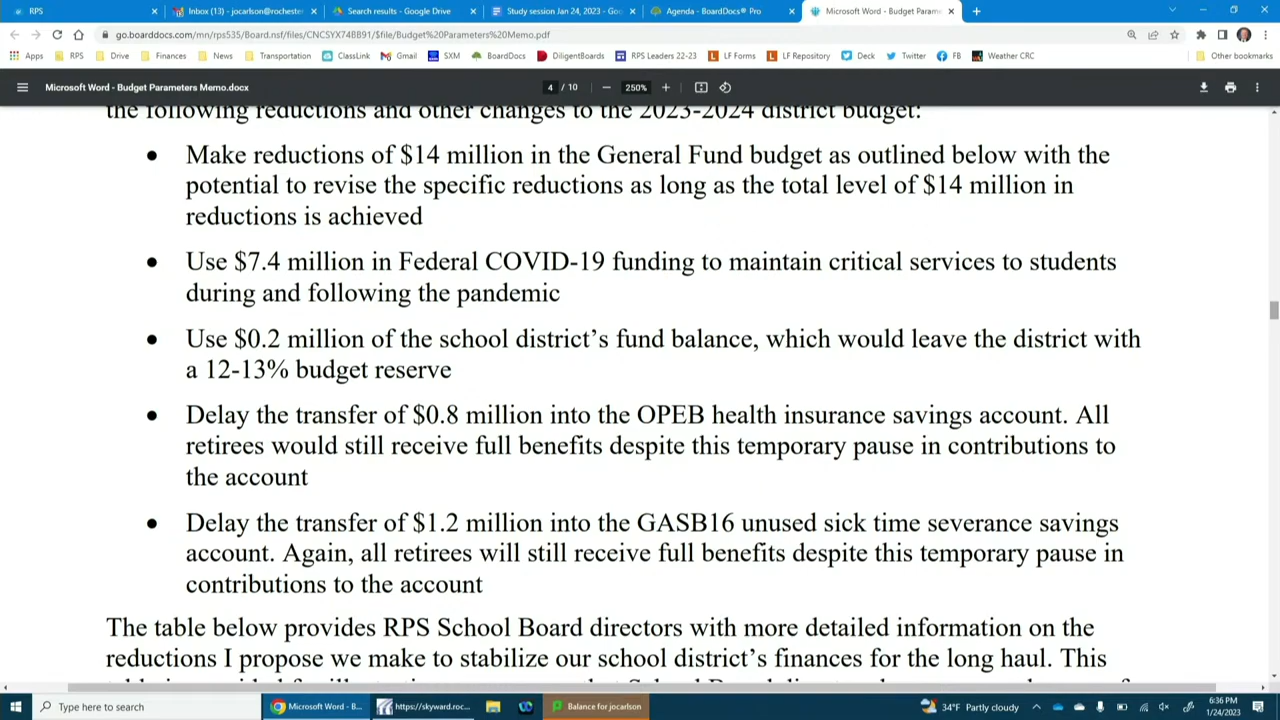 RPS
Inbox (13) - jocarlson@rocheste
Search results - Google Drive
Study session Jan 24, 2023 - Goo
Agenda - BoardDocs® Pro
Microsoft Word - Budget Parame
go.boarddocs.com/mn/rps535/Board.nsf/files/CNCSYX74BB91/$file/Budget%20Parameters%20Memo.pdf
Apps RPS Drive Finances News Transportation ClassLink Gmail SXM BoardDocs DiligentBoards RPS Leaders 22-23 LF Forms LF Repository Deck Twitter FB Weather CRC Other bookmarks
Microsoft Word - Budget Parameters Memo.docx 4 / 10 250%
the following reductions and other changes to the 2023-2024 district budget:
• Make reductions of $14 million in the General Fund budget as outlined below with the
potential to revise the specific reductions as long as the total level of $14 million in
reductions is achieved
• Use $7.4 million in Federal COVID-19 funding to maintain critical services to students
during and following the pandemic
• Use $0.2 million of the school district's fund balance, which would leave the district with
a 12-13% budget reserve
• Delay the transfer of $0.8 million into the OPEB health insurance savings account. All
retirees would still receive full benefits despite this temporary pause in contributions to
the account
• Delay the transfer of $1.2 million into the GASB16 unused sick time severance savings
account. Again, all retirees will still receive full benefits despite this temporary pause in
contributions to the account
The table below provides RPS School Board directors with more detailed information on the
reductions I propose we make to stabilize our school district's finances for the long haul. This
Type here to search
Microsoft Word - B...
https://skyward.roc...
Balance for jocarlson
34°F Partly cloudy
6:36 PM
1/24/2023